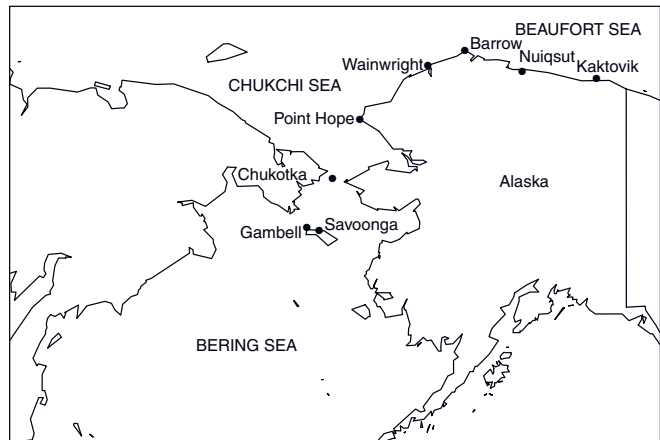 BEAUFORT SEA
Barrow
Wainwright
Nuiqsut
Kaktovik
CHUKCHI SEA
Point Hope
Chukotka
Alaska
Gambell
Savoonga
BERING SEA